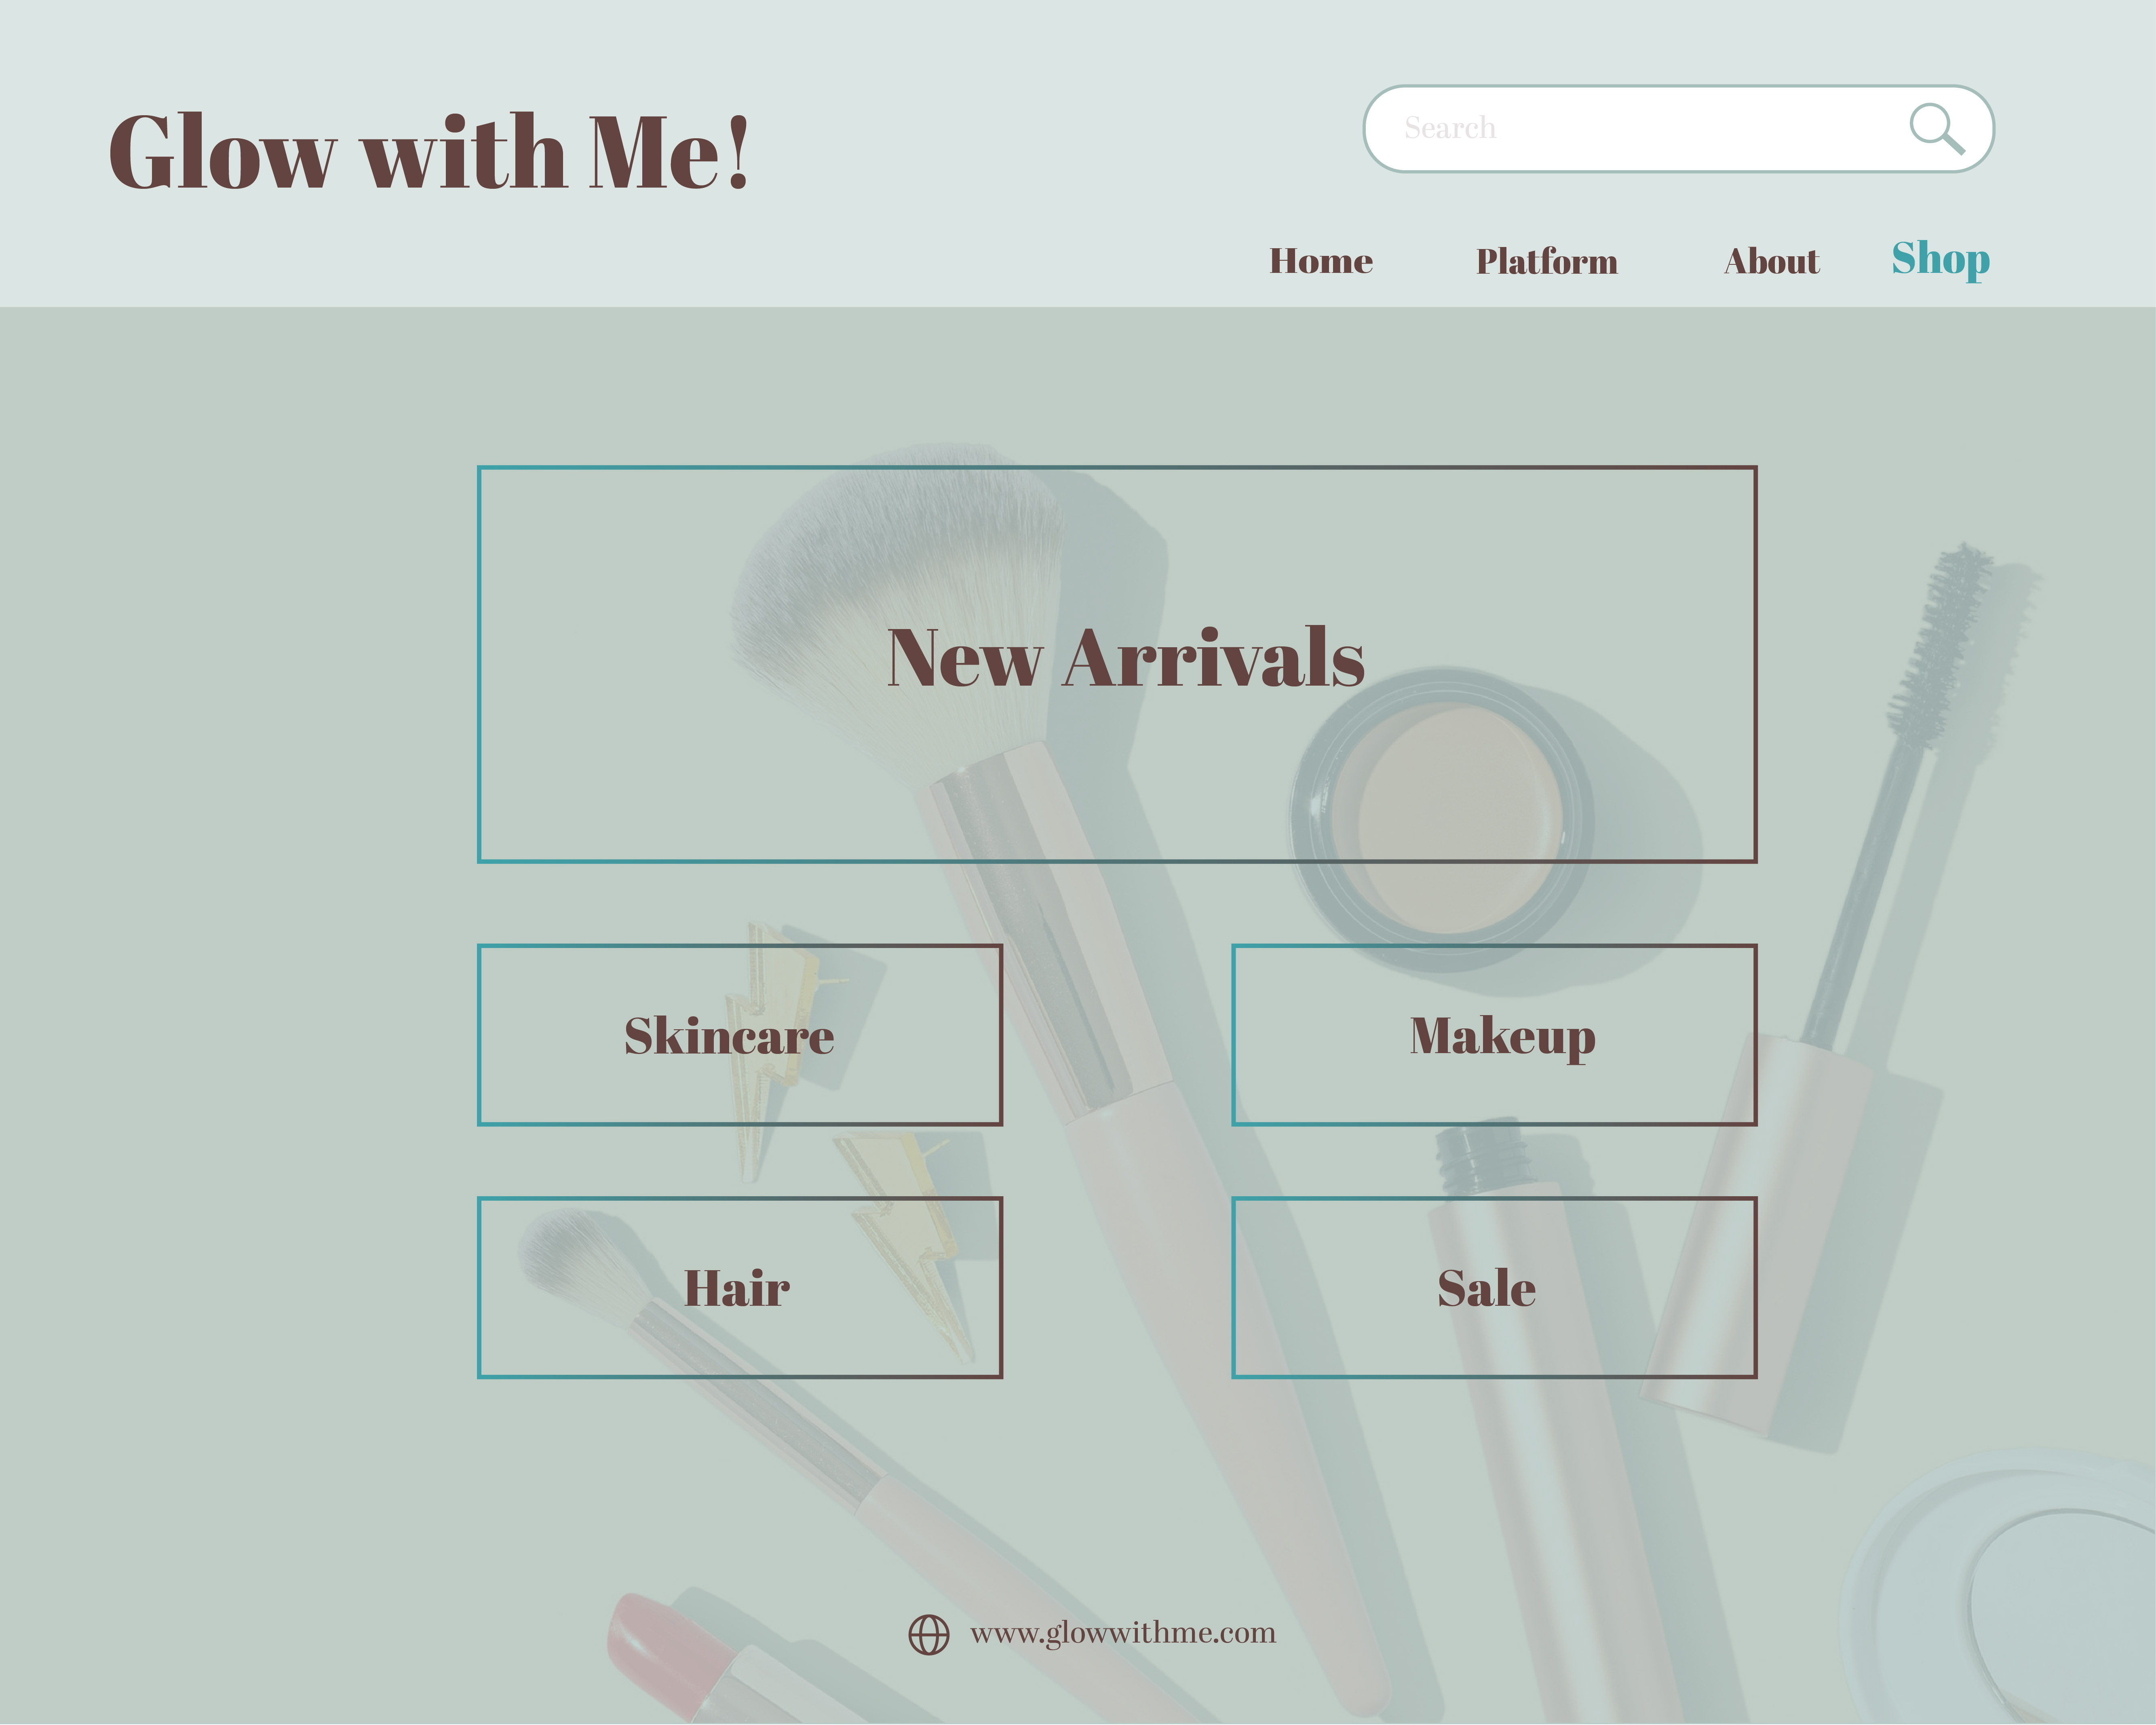 Glow with Me!
Search
Home Platform About Shop
New Arrivals
Skincare
Makeup
Hair
Sale
www.glowwithme.com